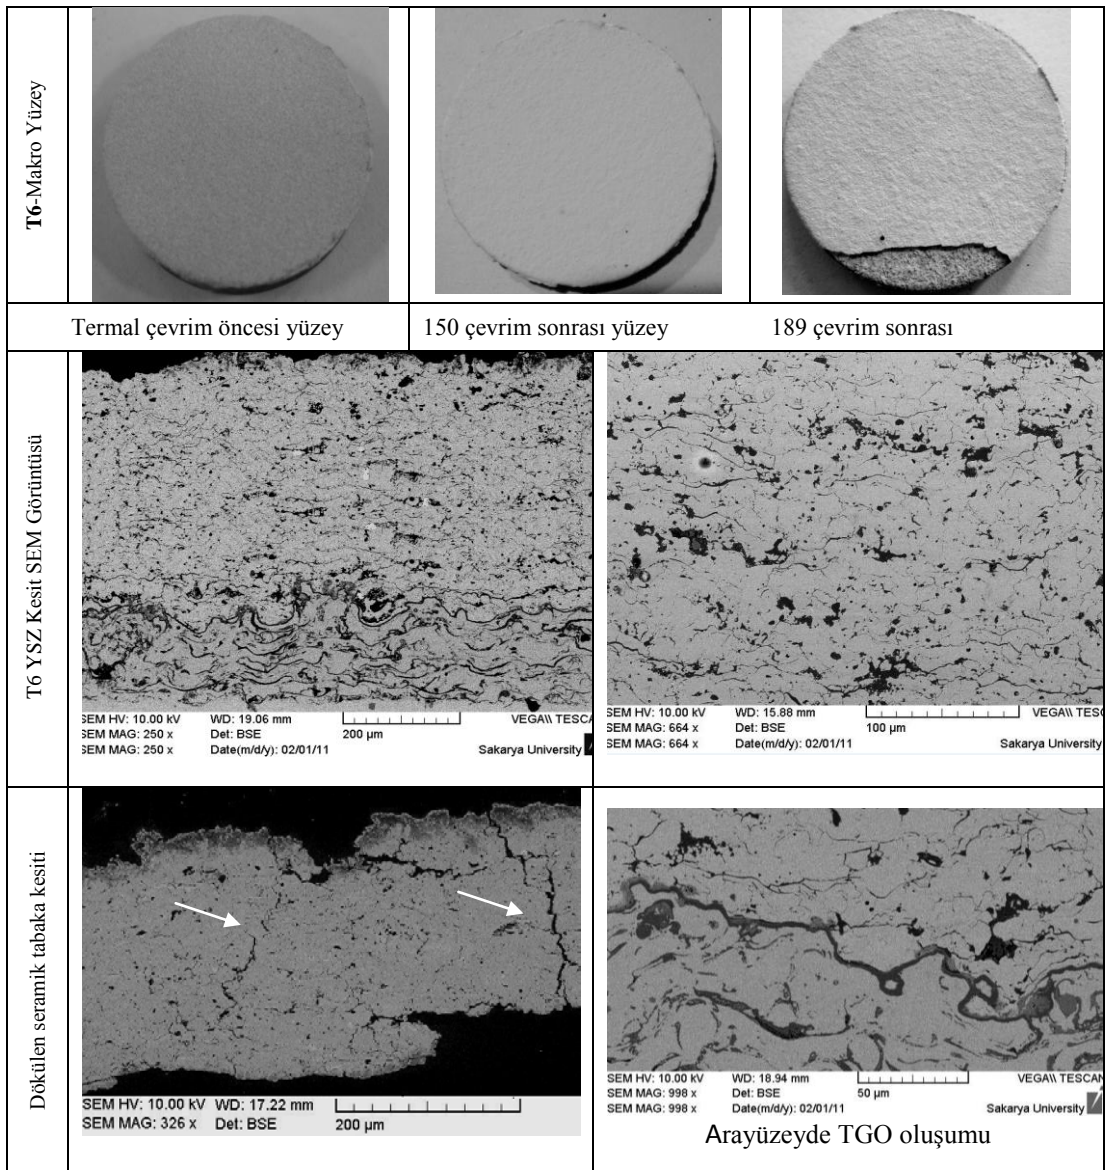 T6-Makro Yüzey
Termal çevrim öncesi yüzey
150 çevrim sonrası yüzey
189 çevrim sonrası
T6 YSZ Kesit SEM Görüntüsü
SEM HV: 10.00 kV WD: 19.06 mm VEGA\\ TESCA
SEM MAG: 250 x Det: BSE 200 µm
SEM MAG: 250 x Date(m/d/y): 02/01/11 Sakarya University
SEM HV: 10.00 kV WD: 15.88 mm VEGA\\ TESC
SEM MAG: 664 x Det: BSE 100 µm
SEM MAG: 664 x Date(m/d/y): 02/01/11 Sakarya University
Dökülen seramik tabaka kesiti
SEM HV: 10.00 kV WD: 17.22 mm
SEM MAG: 326 x Det: BSE 200 µm
SEM HV: 10.00 kV WD: 18.94 mm VEGA\\ TESCAN
SEM MAG: 998 x Det: BSE 50 µm
SEM MAG: 998 x Date(m/d/y): 02/01/11 Sakarya University
Arayüzeyde TGO oluşumu